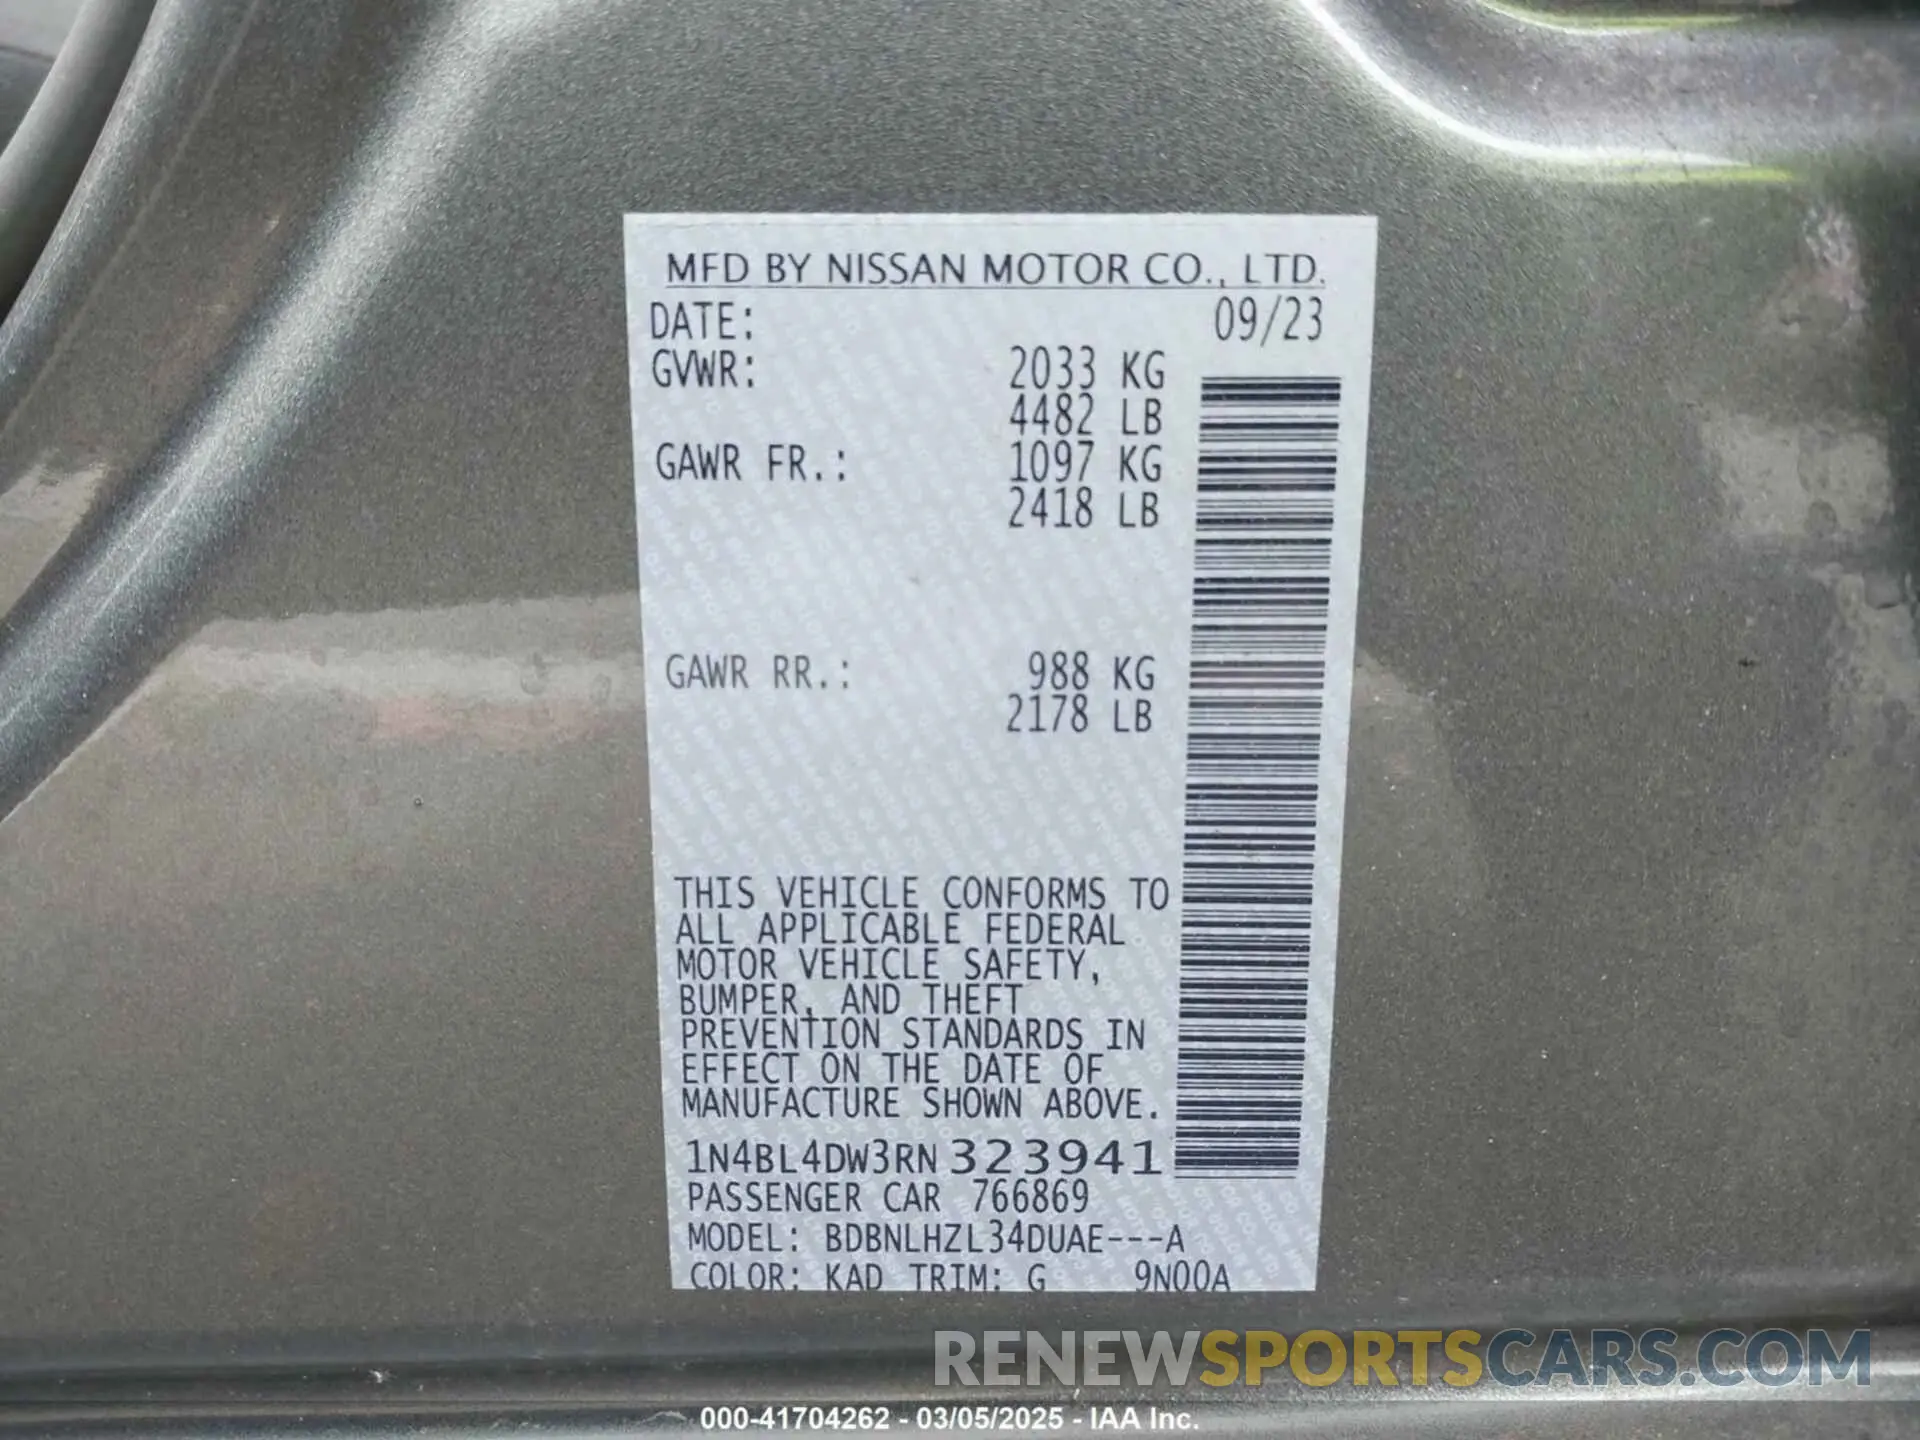 MFD BY NISSAN MOTOR CO., LTD.
DATE: 09/23
GVWR: 2033 KG
4482 LB
GAWR FR.: 1097 KG
2418 LB
GAWR RR.: 988 KG
2178 LB
THIS VEHICLE CONFORMS TO
ALL APPLICABLE FEDERAL
MOTOR VEHICLE SAFETY,
BUMPER, AND THEFT
PREVENTION STANDARDS IN
EFFECT ON THE DATE OF
MANUFACTURE SHOWN ABOVE.
1N4BL4DW3RN323941
PASSENGER CAR 766869
MODEL: BDBNLHZL34DUAE---A
COLOR: KAD TRIM: G 9N00A
RENEWSPORTSCARS.COM
000-41704262 - 03/05/2025 - IAA Inc.